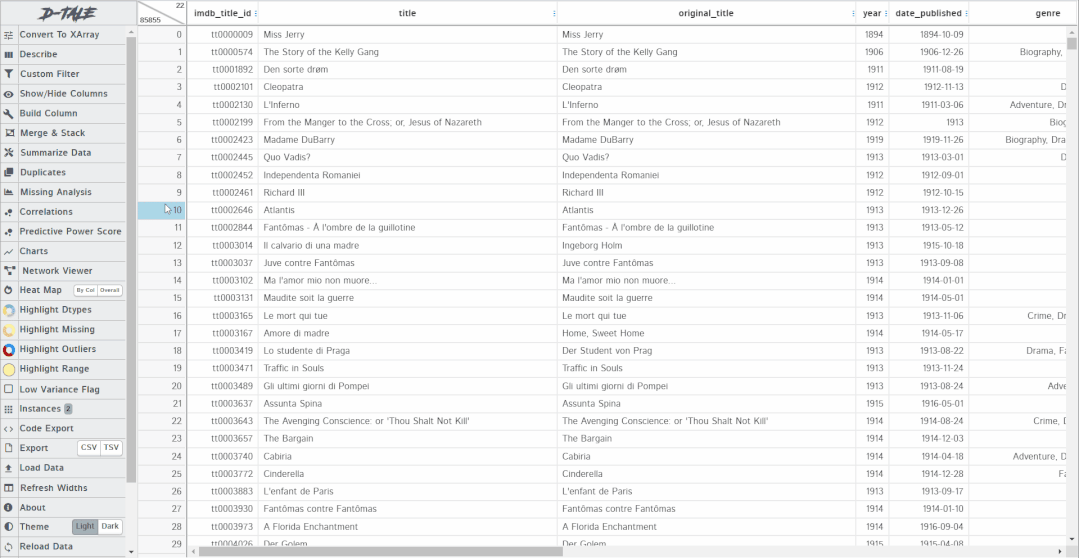 D-TALE
Convert To XArray
Describe
Custom Filter
Show/Hide Columns
Build Column
Merge & Stack
Summarize Data
Duplicates
Missing Analysis
Correlations
Predictive Power Score
Charts
Network Viewer
Heat Map By Col Overall
Highlight Dtypes
Highlight Missing
Highlight Outliers
Highlight Range
Low Variance Flag
Instances 2
Code Export
Export CSV TSV
Load Data
Refresh Widths
About
Theme Light Dark
Reload Data
22
85855
imdb_title_id title original_title year date_published genre
0 tt0000009 Miss Jerry Miss Jerry 1894 1894-10-09
1 tt0000574 The Story of the Kelly Gang The Story of the Kelly Gang 1906 1906-12-26 Biography,
2 tt0001892 Den sorte drøm Den sorte drøm 1911 1911-08-19
3 tt0002101 Cleopatra Cleopatra 1912 1912-11-13 D
4 tt0002130 L'Inferno L'Inferno 1911 1911-03-06 Adventure, Dr
5 tt0002199 From the Manger to the Cross; or, Jesus of Nazareth From the Manger to the Cross; or, Jesus of Nazareth 1912 1913 Biog
6 tt0002423 Madame DuBarry Madame DuBarry 1919 1919-11-26 Biography, Dra
7 tt0002445 Quo Vadis? Quo Vadis? 1913 1913-03-01 D
8 tt0002452 Independenta Romaniei Independenta Romaniei 1912 1912-09-01
9 tt0002461 Richard III Richard III 1912 1912-10-15
10 tt0002646 Atlantis Atlantis 1913 1913-12-26
11 tt0002844 Fantômas - Á l'ombre de la guillotine Fantômas - Á l'ombre de la guillotine 1913 1913-05-12
12 tt0003014 Il calvario di una madre Ingeborg Holm 1913 1915-10-18
13 tt0003037 Juve contre Fantômas Juve contre Fantômas 1913 1913-09-08
14 tt0003102 Ma l'amor mio non muore... Ma l'amor mio non muore... 1914 1914-01-01
15 tt0003131 Maudite soit la guerre Maudite soit la guerre 1914 1914-05-01
16 tt0003165 Le mort qui tue Le mort qui tue 1913 1913-11-06 Crime, Dr
17 tt0003167 Amore di madre Home, Sweet Home 1914 1914-05-17
18 tt0003419 Lo studente di Praga Der Student von Prag 1913 1913-08-22 Drama, Fa
19 tt0003471 Traffic in Souls Traffic in Souls 1913 1913-11-24
20 tt0003489 Gli ultimi giorni di Pompei Gli ultimi giorni di Pompei 1913 1913-08-24 Adve
21 tt0003637 Assunta Spina Assunta Spina 1915 1916-05-01
22 tt0003643 The Avenging Conscience: or 'Thou Shalt Not Kill' The Avenging Conscience: or 'Thou Shalt Not Kill' 1914 1914-08-24 Crime, D
23 tt0003657 The Bargain The Bargain 1914 1914-12-03
24 tt0003740 Cabiria Cabiria 1914 1914-04-18 Adventure, D
25 tt0003772 Cinderella Cinderella 1914 1914-12-28 Fa
26 tt0003883 L'enfant de Paris L'enfant de Paris 1913 1913-09-17
27 tt0003930 Fantômas contre Fantômas Fantômas contre Fantômas 1914 1914-01-10
28 tt0003973 A Florida Enchantment A Florida Enchantment 1914 1916-09-04
29 tt0004026 Der Golem Der Golem 1915 1915-04-08